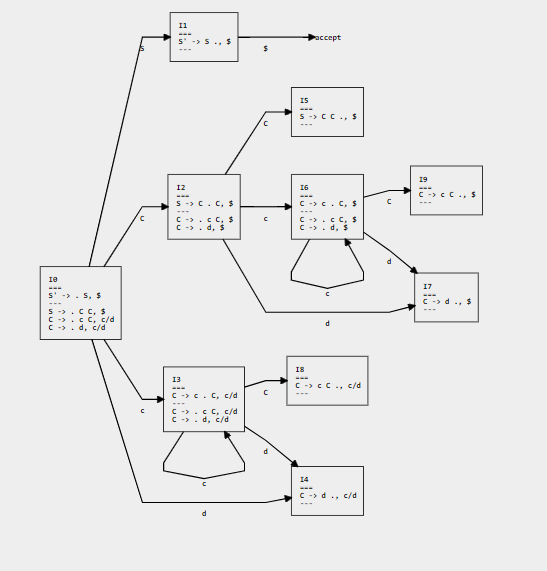 I1
===
S' -> S ., $
---
S
$
accept
I5
===
S -> C C ., $
---
C
I2
===
S -> C . C, $
---
C -> . c C, $
C -> . d, $
C
c
I6
===
C -> c . C, $
---
C -> . c C, $
C -> . d, $
c
C
I9
===
C -> c C ., $
---
d
I7
===
C -> d ., $
---
d
I0
===
S' -> . S, $
---
S -> . C C, $
C -> . c C, c/d
C -> . d, c/d
c
I3
===
C -> c . C, c/d
---
C -> . c C, c/d
C -> . d, c/d
c
C
I8
===
C -> c C ., c/d
---
d
I4
===
C -> d ., c/d
---
d